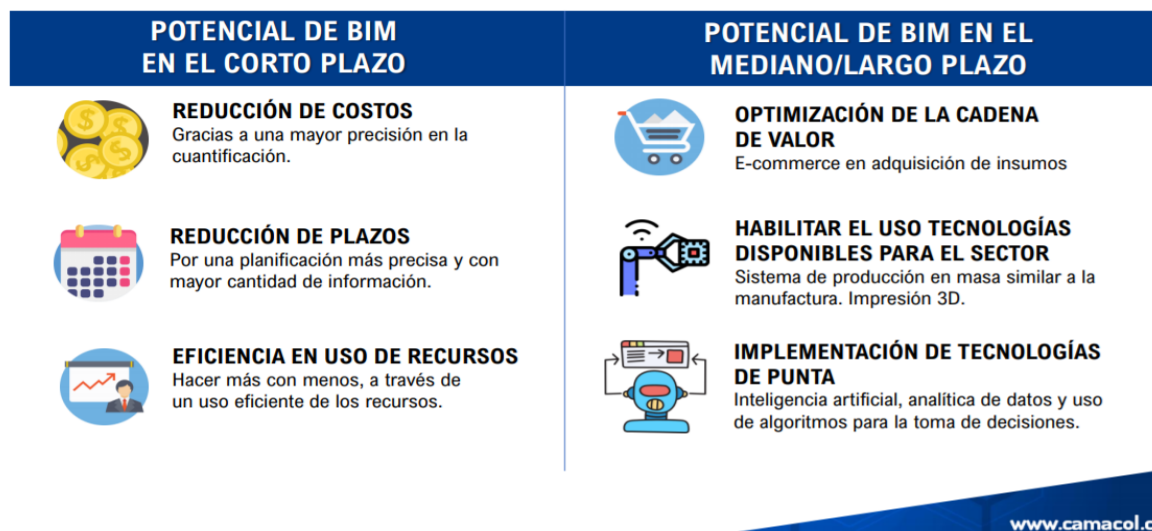 POTENCIAL DE BIM
EN EL CORTO PLAZO
REDUCCIÓN DE COSTOS
Gracias a una mayor precisión en la
cuantificación.
REDUCCIÓN DE PLAZOS
Por una planificación más precisa y con
mayor cantidad de información.
EFICIENCIA EN USO DE RECURSOS
Hacer más con menos, a través de
un uso eficiente de los recursos.
POTENCIAL DE BIM EN EL
MEDIANO/LARGO PLAZO
OPTIMIZACIÓN DE LA CADENA
DE VALOR
E-commerce en adquisición de insumos
HABILITAR EL USO TECNOLOGÍAS
DISPONIBLES PARA EL SECTOR
Sistema de producción en masa similar a la
manufactura. Impresión 3D.
IMPLEMENTACIÓN DE TECNOLOGÍAS
DE PUNTA
Inteligencia artificial, analítica de datos y uso
de algoritmos para la toma de decisiones.
www.camacol.c